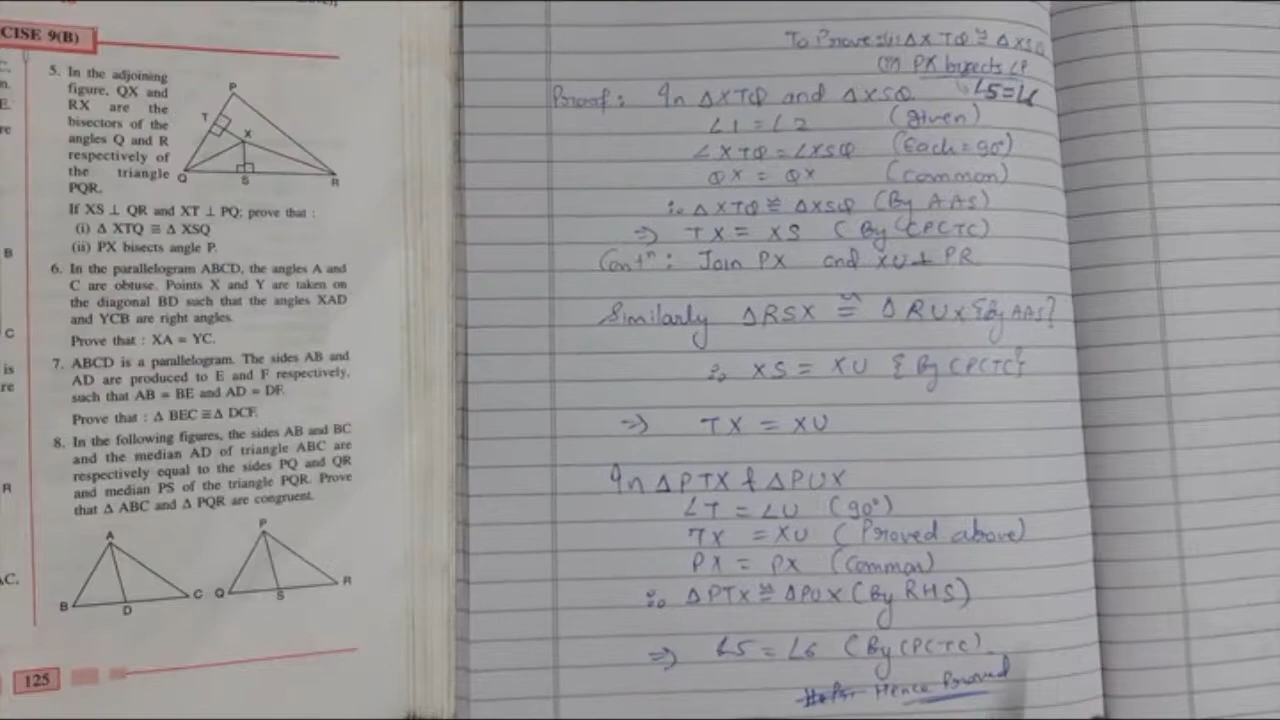 CISE 9(B)
5. In the adjoining
figure, QX and
RX are the
bisectors of the
angles Q and R
respectively of
the triangle
PQR.
P
T
X
Q
S
R
If XS ⊥ QR and XT ⊥ PQ; prove that :
(i) Δ XTQ ≅ Δ XSQ
(ii) PX bisects angle P.
6. In the parallelogram ABCD, the angles A and
C are obtuse. Points X and Y are taken on
the diagonal BD such that the angles XAD
and YCB are right angles.
Prove that : XA = YC.
7. ABCD is a parallelogram. The sides AB and
AD are produced to E and F respectively,
such that AB = BE and AD = DF.
Prove that : Δ BEC ≅ Δ DCF.
8. In the following figures, the sides AB and BC
and the median AD of triangle ABC are
respectively equal to the sides PQ and QR
and median PS of the triangle PQR. Prove
that Δ ABC and Δ PQR are congruent.
A
B
D
C
P
Q
S
R
125
B
C
is
re
R
AC.
To Prove :(i) ΔXTQ ≅ ΔXSQ
(ii) PX bisects ∠P
∠5=∠6
Proof : In ΔXTQ and ΔXSQ
∠1 = ∠2 (given)
∠XTQ = ∠XSQ (Each = 90°)
QX = QX (common)
∴ ΔXTQ ≅ ΔXSQ (By AAS)
⇒ TX = XS (By CPCTC)
Contⁿ : Join PX and XU ⊥ PR
Similarly ΔRSX ≅ ΔRUX {By AAS}
∴ XS = XU {By CPCTC}
⇒ TX = XU
In ΔPTX & ΔPUX
∠T = ∠U (90°)
TX = XU (Proved above)
PX = PX (Common)
∴ ΔPTX ≅ ΔPUX (By RHS)
⇒ ∠5 = ∠6 (By CPCTC).
Hence Proved